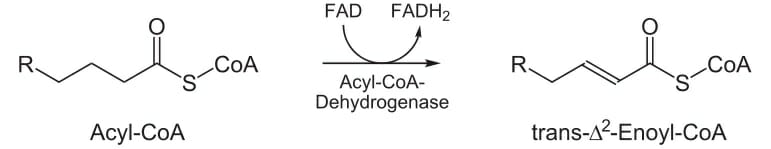 FAD FADH₂
O O
R S CoA R S CoA
Acyl-CoA-
Dehydrogenase
Acyl-CoA trans-Δ²-Enoyl-CoA